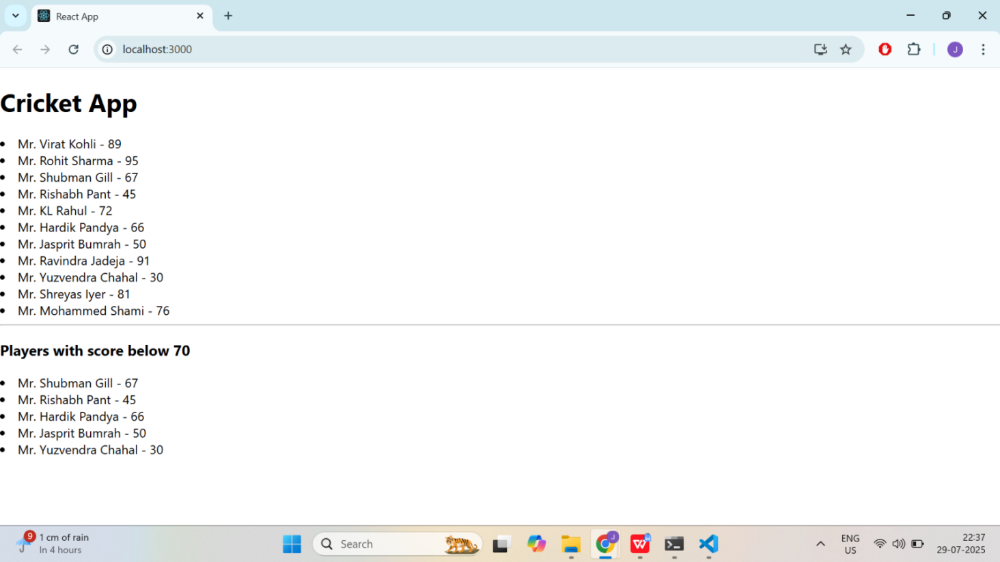 React App
localhost:3000
J
Cricket App
Mr. Virat Kohli - 89
Mr. Rohit Sharma - 95
Mr. Shubman Gill - 67
Mr. Rishabh Pant - 45
Mr. KL Rahul - 72
Mr. Hardik Pandya - 66
Mr. Jasprit Bumrah - 50
Mr. Ravindra Jadeja - 91
Mr. Yuzvendra Chahal - 30
Mr. Shreyas Iyer - 81
Mr. Mohammed Shami - 76
Players with score below 70
Mr. Shubman Gill - 67
Mr. Rishabh Pant - 45
Mr. Hardik Pandya - 66
Mr. Jasprit Bumrah - 50
Mr. Yuzvendra Chahal - 30
9
1 cm of rain
In 4 hours
Search
J
W
ENG
US
22:37
29-07-2025